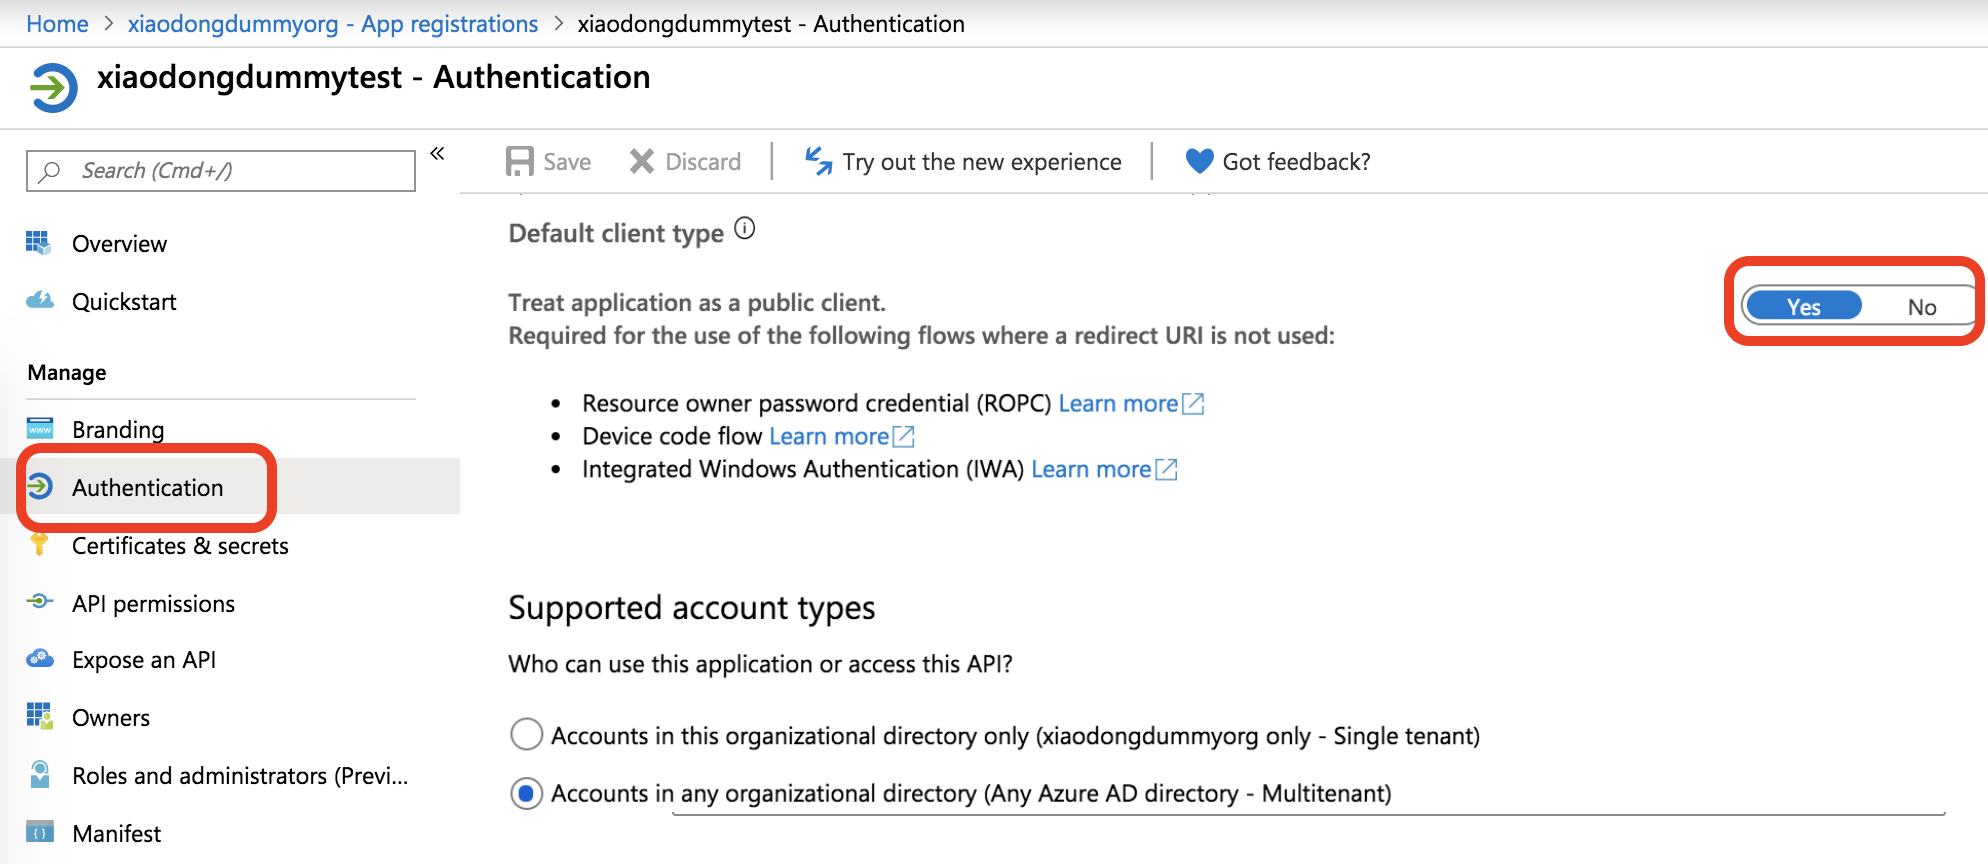 Home > xiaodongdummyorg - App registrations > xiaodongdummytest - Authentication
xiaodongdummytest - Authentication
Search (Cmd+/)
«
Save
Discard
Try out the new experience
Got feedback?
Overview
Quickstart
Manage
Branding
Authentication
Certificates & secrets
API permissions
Expose an API
Owners
Roles and administrators (Previ...
Manifest
Default client type
Treat application as a public client.
Required for the use of the following flows where a redirect URI is not used:
Yes
No
• Resource owner password credential (ROPC) Learn more
• Device code flow Learn more
• Integrated Windows Authentication (IWA) Learn more
Supported account types
Who can use this application or access this API?
Accounts in this organizational directory only (xiaodongdummyorg only - Single tenant)
Accounts in any organizational directory (Any Azure AD directory - Multitenant)